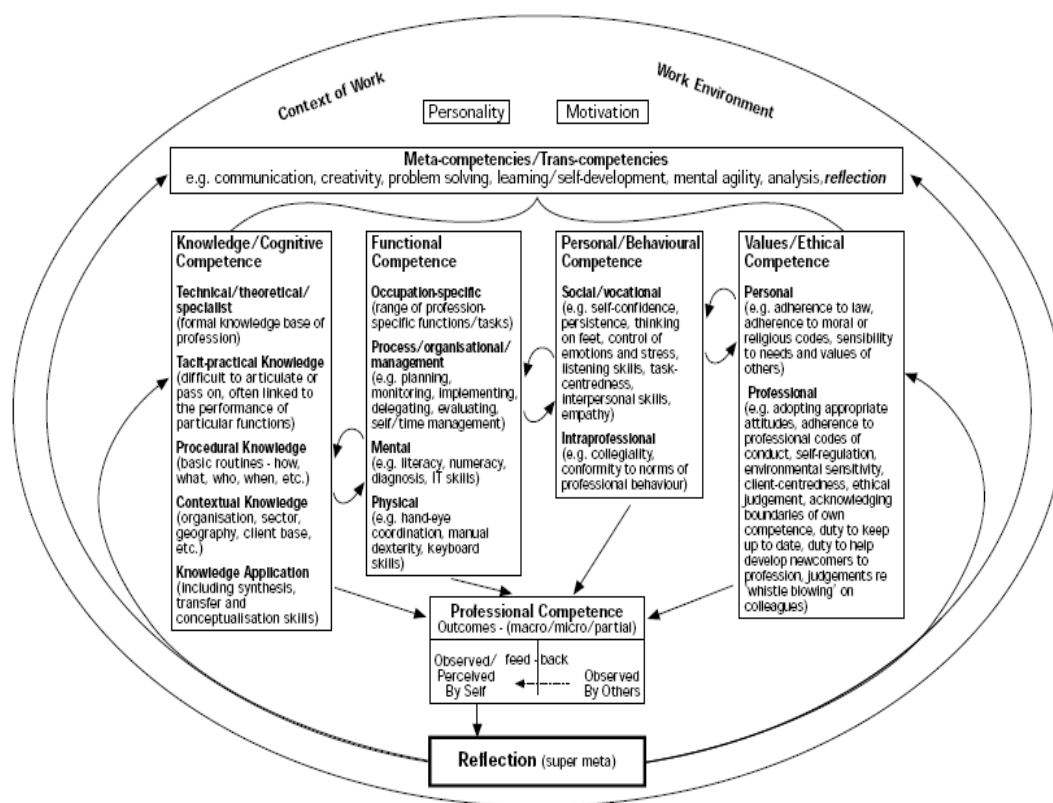 Context of Work
Work Environment
Personality
Motivation
Meta-competencies/Trans-competencies
e.g. communication, creativity, problem solving, learning/self-development, mental agility, analysis,reflection
Knowledge/Cognitive
Competence
Technical/theoretical/
specialist
(formal knowledge base of
profession)
Tacit-practical Knowledge
(difficult to articulate or
pass on, often linked to
the performance of
particular functions)
Procedural Knowledge
(basic routines - how,
what, who, when, etc.)
Contextual Knowledge
(organisation, sector,
geography, client base,
etc.)
Knowledge Application
(including synthesis,
transfer and
conceptualisation skills)
Functional
Competence
Occupation-specific
(range of profession-
specific functions/tasks)
Process/organisational/
management
(e.g. planning,
monitoring, implementing,
delegating, evaluating,
self/time management)
Mental
(e.g. literacy, numeracy,
diagnosis, IT skills)
Physical
(e.g. hand-eye
coordination, manual
dexterity, keyboard
skills)
Personal/Behavioural
Competence
Social/vocational
(e.g. self-confidence,
persistence, thinking
on feet, control of
emotions and stress,
listening skills, task-
centredness,
interpersonal skills,
empathy)
Intraprofessional
(e.g. collegiality,
conformity to norms of
professional behaviour)
Values/Ethical
Competence
Personal
(e.g. adherence to law,
adherence to moral or
religious codes, sensibility
to needs and values of
others)
Professional
(e.g. adopting appropriate
attitudes, adherence to
professional codes of
conduct, self-regulation,
environmental sensitivity,
client-centredness, ethical
judgement, acknowledging
boundaries of own
competence, duty to keep
up to date, duty to help
develop newcomers to
profession, judgements re
'whistle blowing' on
colleagues)
Professional Competence
Outcomes - (macro/micro/partial)
Observed/
Perceived
By Self
feed - back
Observed
By Others
Reflection (super meta)